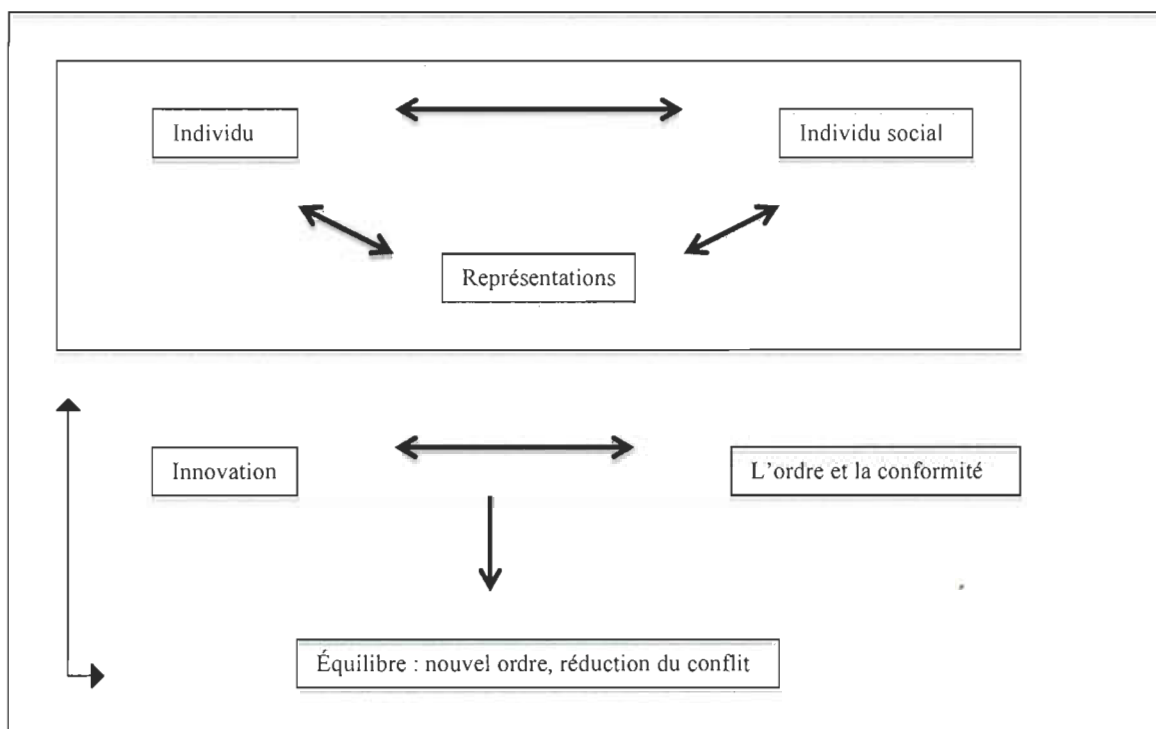 Individu
Individu social
Représentations
Innovation
L'ordre et la conformité
Équilibre : nouvel ordre, réduction du conflit